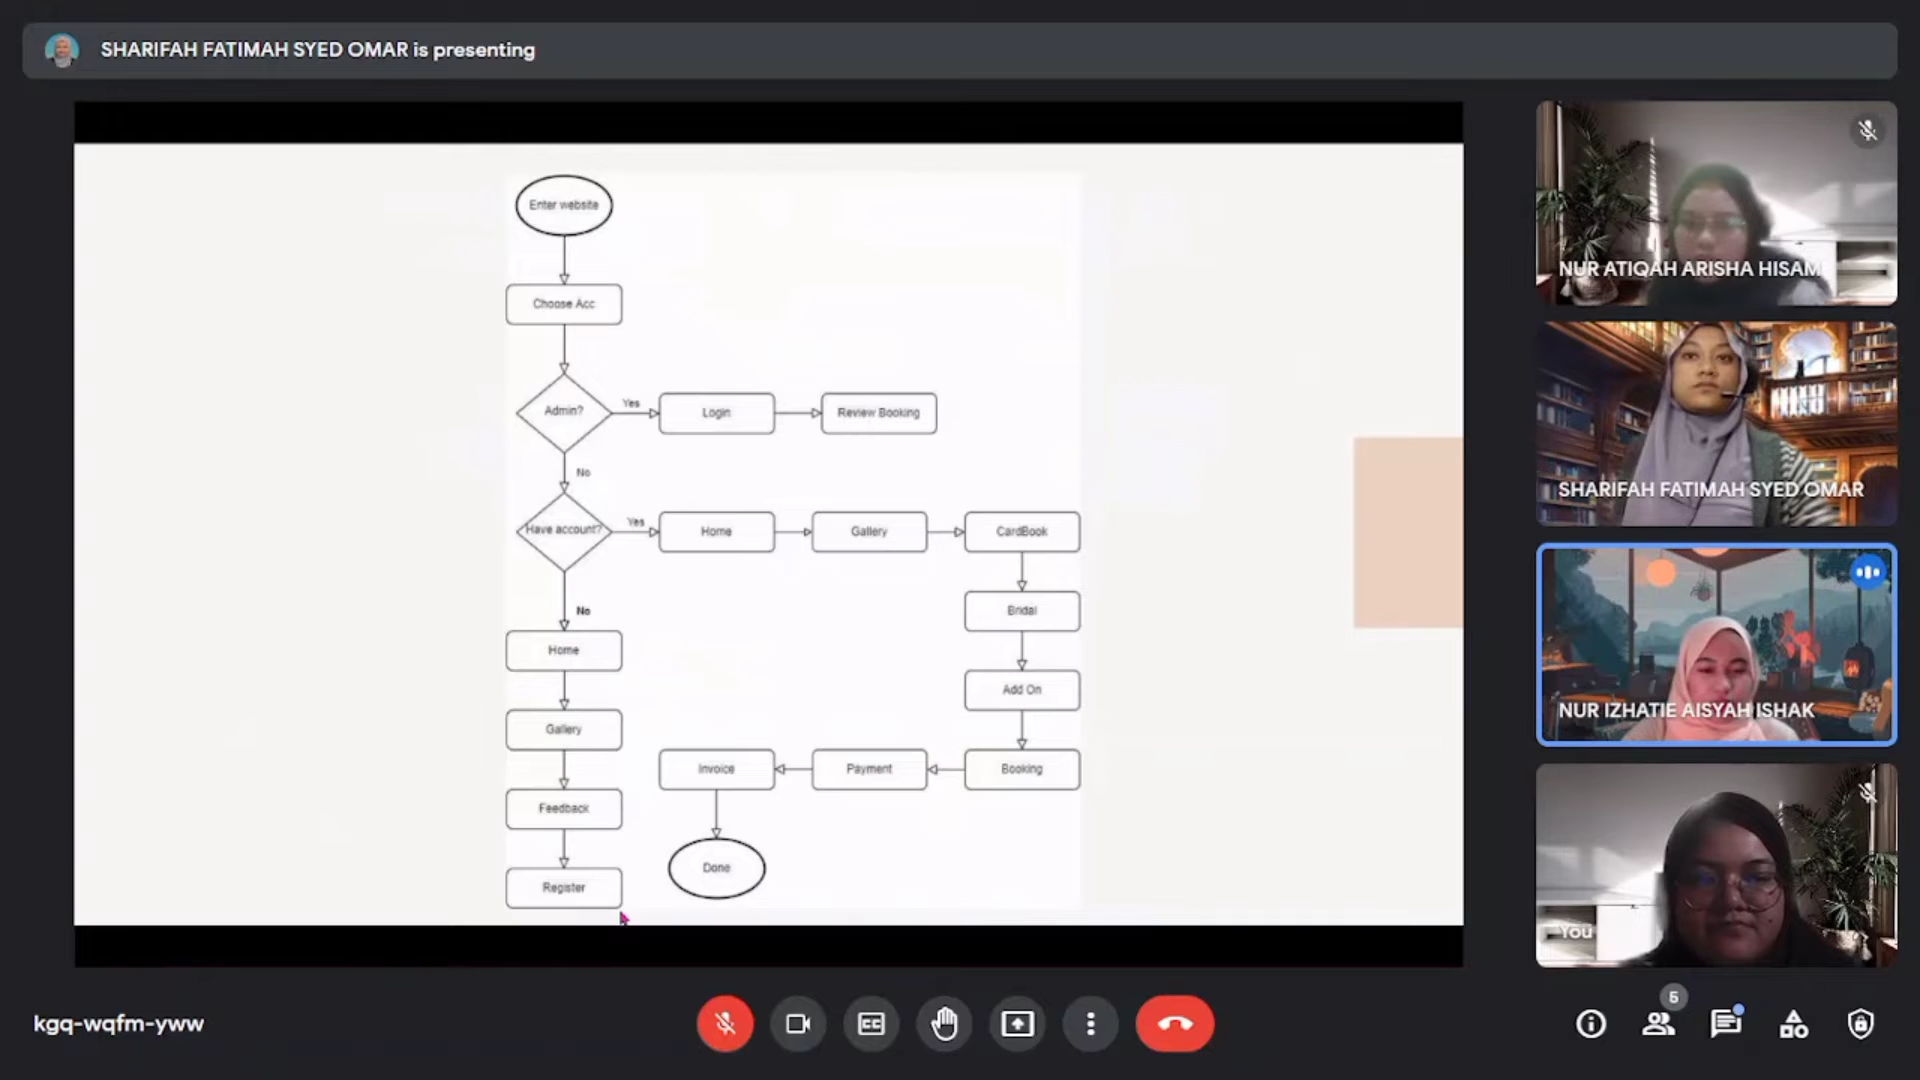 SHARIFAH FATIMAH SYED OMAR is presenting
Enter website
Choose Acc
Admin?
Yes
Login
Review Booking
No
Have account?
Yes
Home
Gallery
CardBook
No
Bridal
Home
Add On
Gallery
Invoice
Payment
Booking
Feedback
Done
Register
NUR ATIQAH ARISHA HISAM
SHARIFAH FATIMAH SYED OMAR
NUR IZHATIE AISYAH ISHAK
You
kgq-wqfm-yww
CC
5